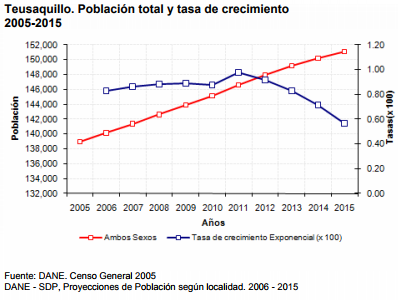 Teusaquillo. Población total y tasa de crecimiento
2005-2015
152,000
150,000
148,000
146,000
144,000
142,000
140,000
138,000
136,000
134,000
132,000
Población
1.20
1.00
0.80
0.60
0.40
0.20
0.00
Tasas(x 100)
2005 2006 2007 2008 2009 2010 2011 2012 2013 2014 2015
Años
Ambos Sexos
Tasa de crecimiento Exponencial (x 100)
Fuente: DANE. Censo General 2005
DANE - SDP, Proyecciones de Población según localidad. 2006 - 2015